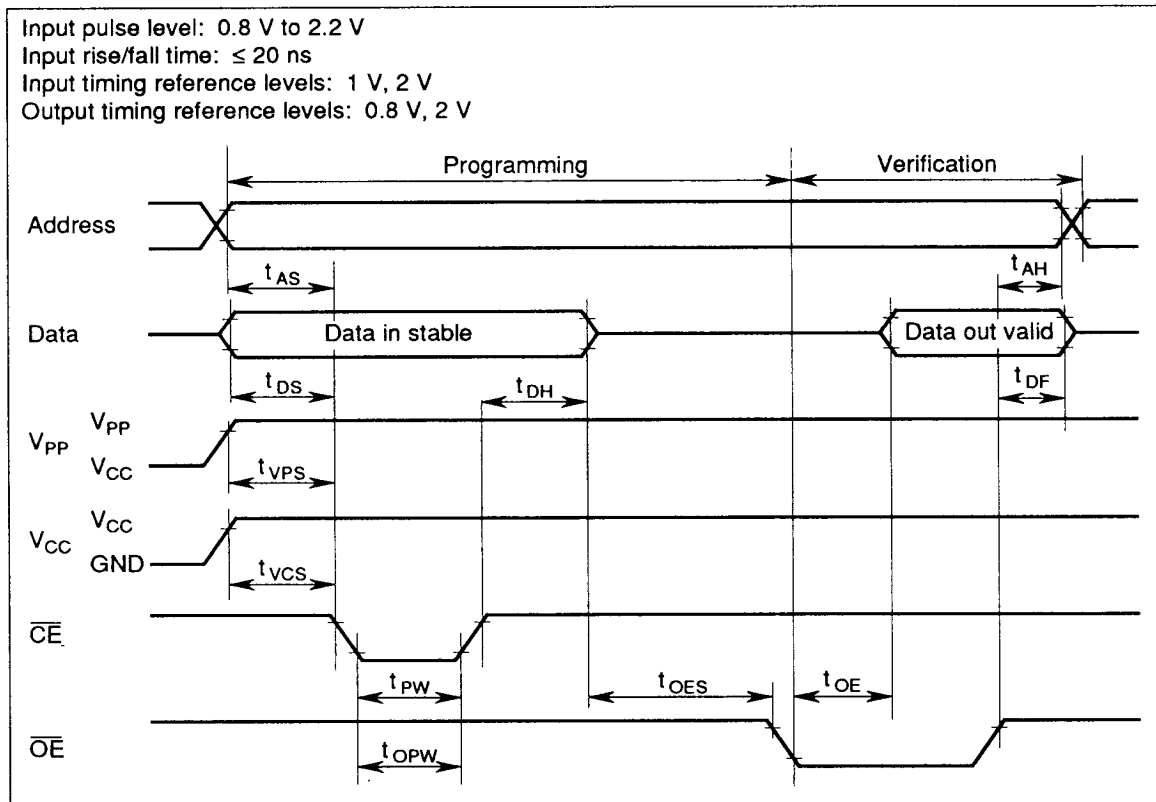 Input pulse level: 0.8 V to 2.2 V
Input rise/fall time: ≤ 20 ns
Input timing reference levels: 1 V, 2 V
Output timing reference levels: 0.8 V, 2 V
Programming
Verification
Address
tAS
tAH
Data
Data in stable
Data out valid
tDS
tDH
tDF
VPP
VPP
VCC
tVPS
VCC
VCC
GND
tVCS
C̅E̅
tPW
tOES
tOE
O̅E̅
tOPW